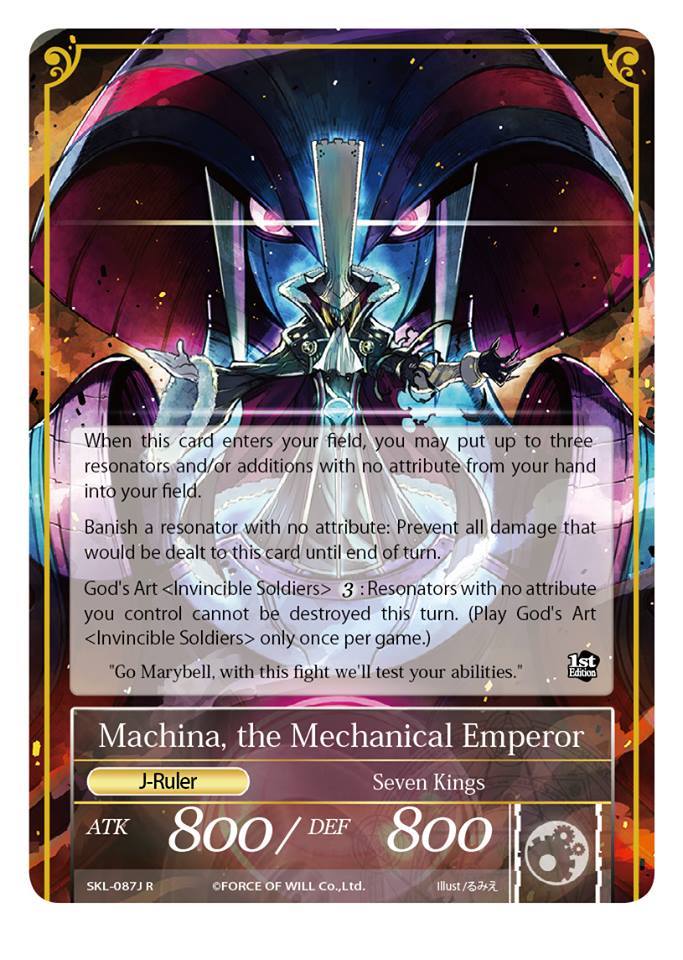 When this card enters your field, you may put up to three
resonators and/or additions with no attribute from your hand
into your field.
Banish a resonator with no attribute: Prevent all damage that
would be dealt to this card until end of turn.
God's Art <Invincible Soldiers> 3 : Resonators with no attribute
you control cannot be destroyed this turn. (Play God's Art
<Invincible Soldiers> only once per game.)
"Go Marybell, with this fight we'll test your abilities."
1st
Edition
Machina, the Mechanical Emperor
J-Ruler
Seven Kings
ATK 800 / DEF 800
SKL-087J R ©FORCE OF WILL Co.,Ltd. Illust /るみえ